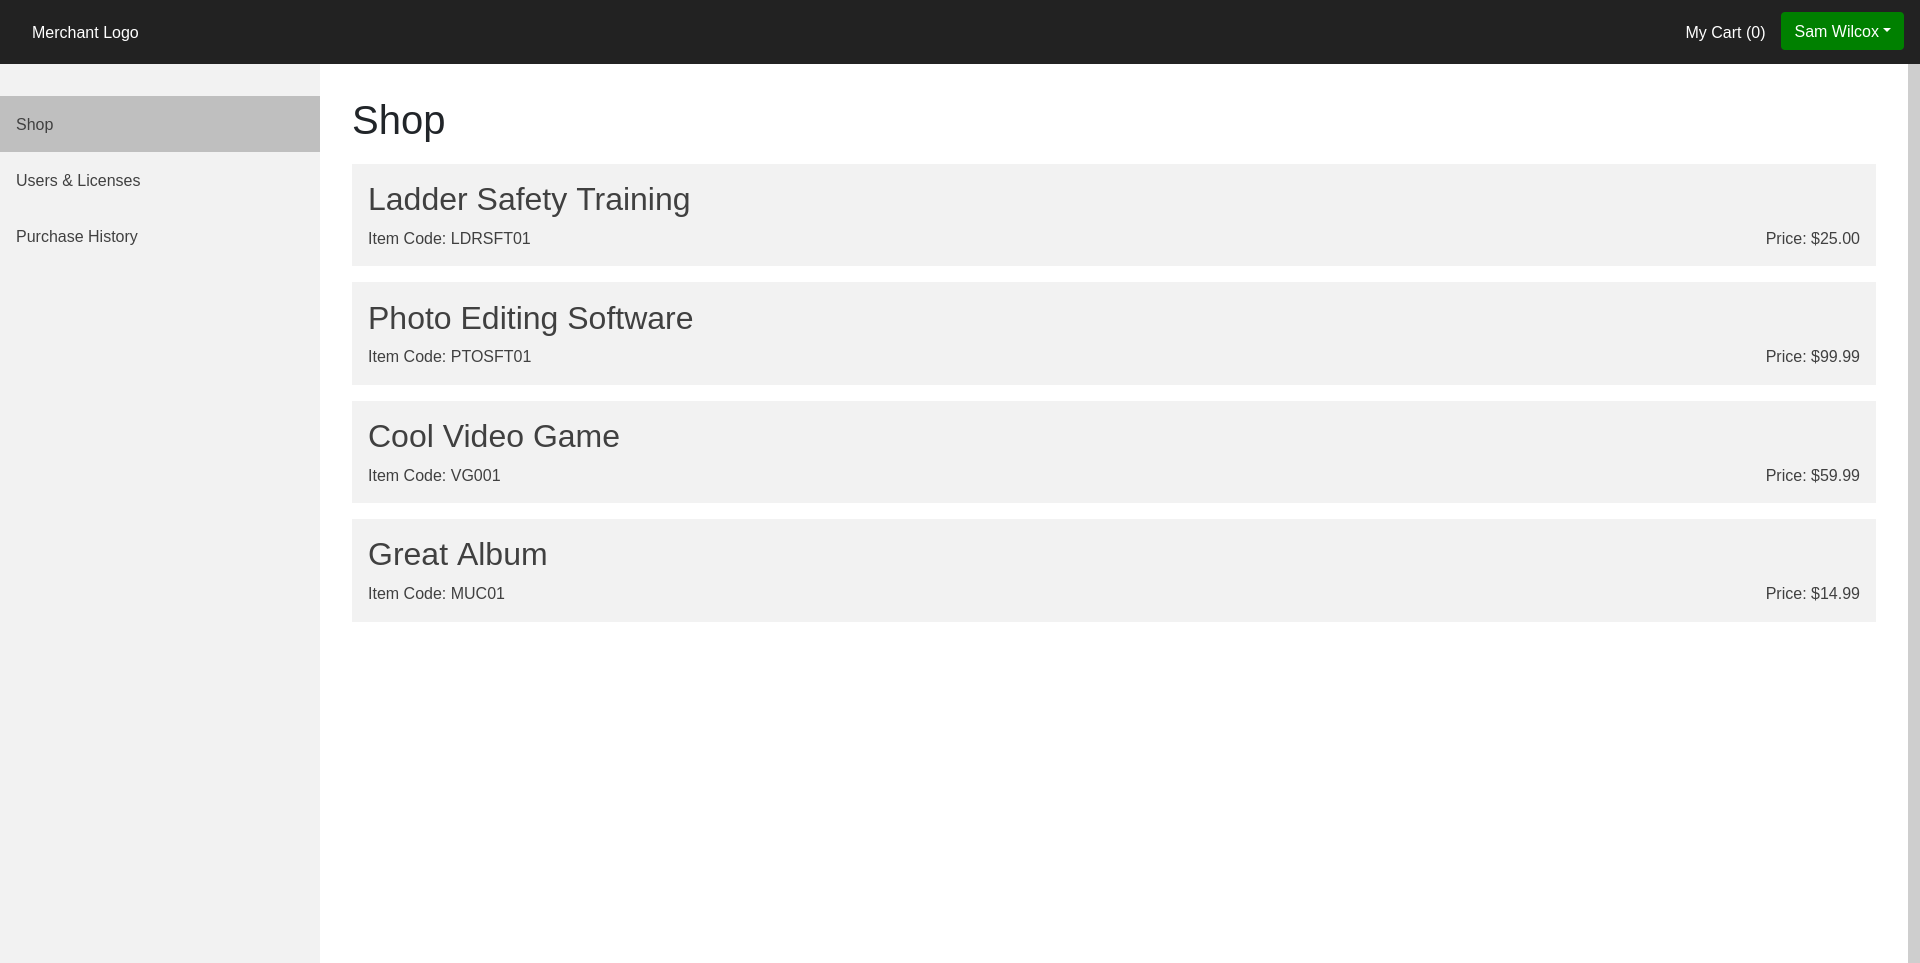 Merchant Logo
My Cart (0)
Sam Wilcox
Shop
Users & Licenses
Purchase History
Shop
Ladder Safety Training
Item Code: LDRSFT01
Price: $25.00
Photo Editing Software
Item Code: PTOSFT01
Price: $99.99
Cool Video Game
Item Code: VG001
Price: $59.99
Great Album
Item Code: MUC01
Price: $14.99